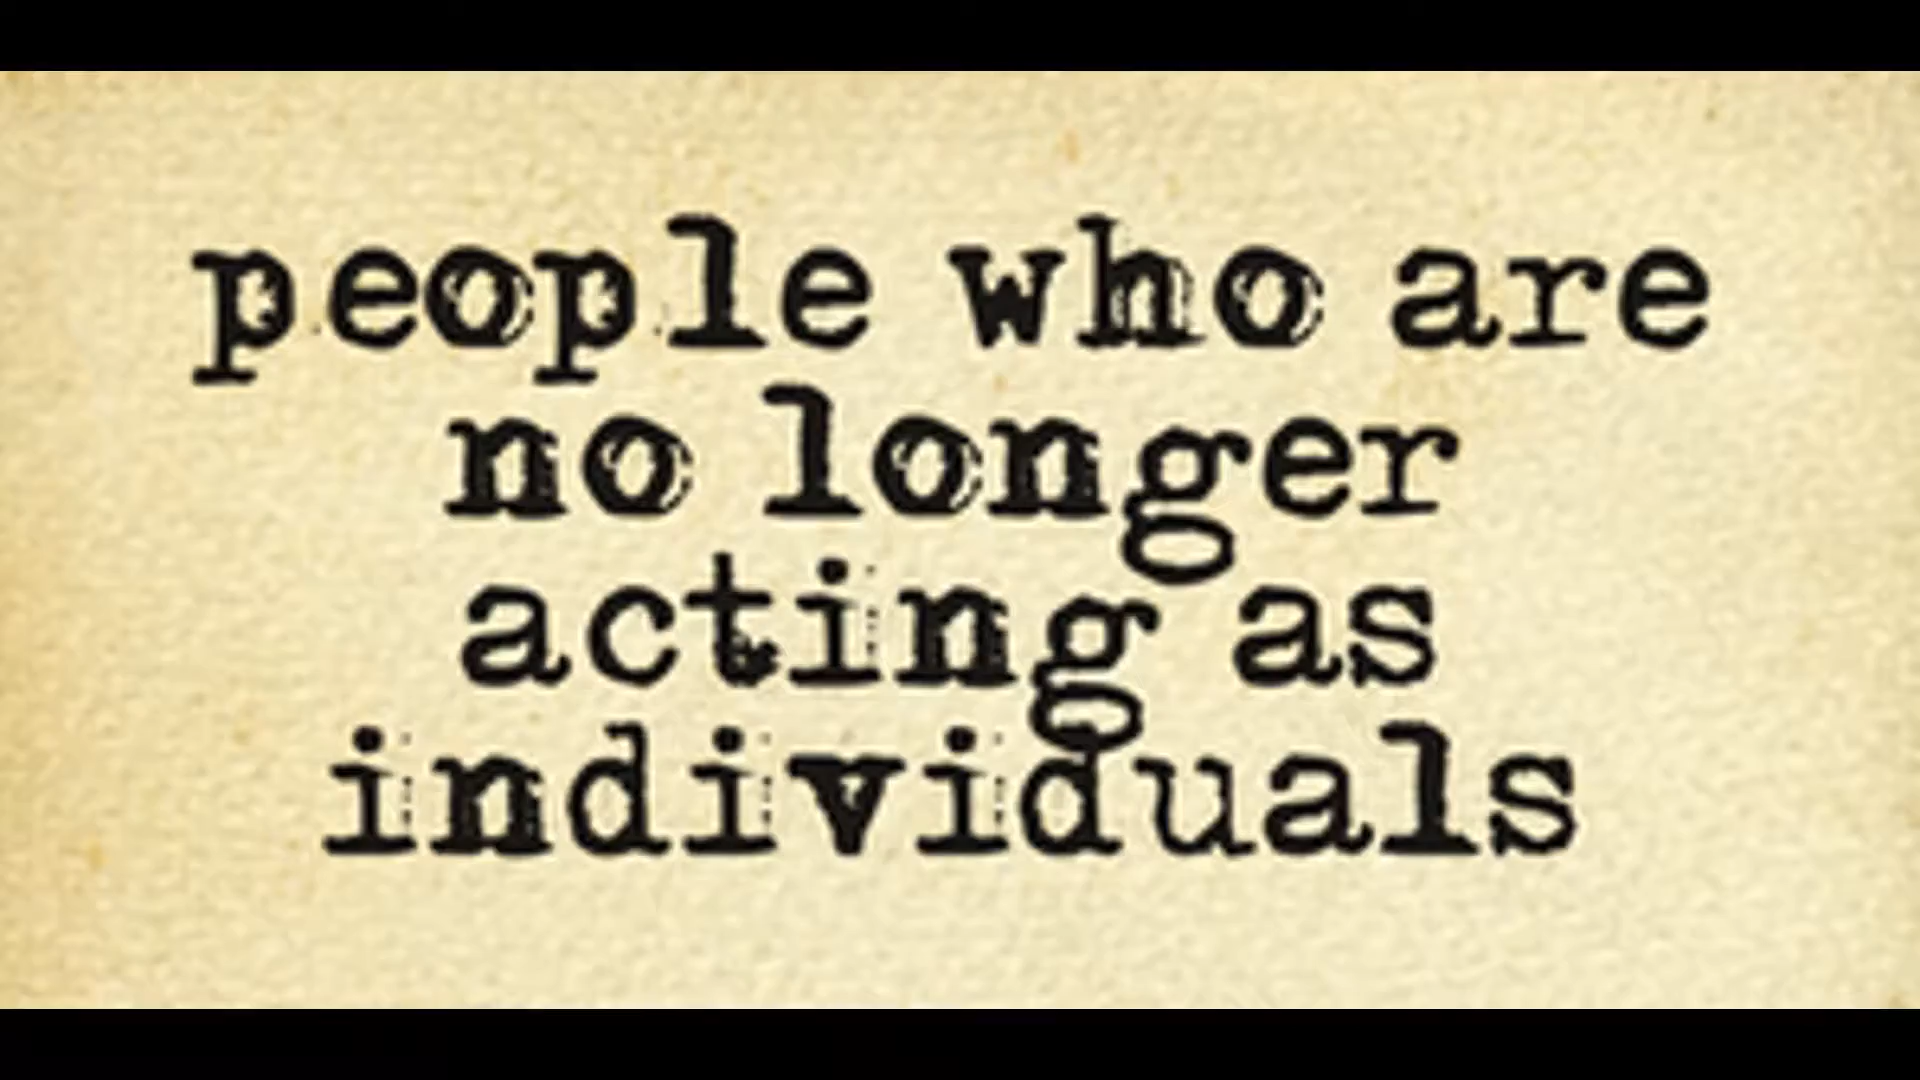 people who are
no longer
acting as
individuals